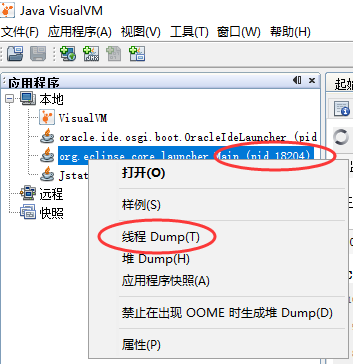 Java VisualVM
文件(F) 应用程序(A) 视图(V) 工具(T) 窗口(W) 帮助(H)
应用程序
起始
本地
VisualVM
oracle.ide.osgi.boot.OracleIdeLauncher (pid
org.eclipse.core.launcher.Main (pid 18204)
Jstat
远程
快照
打开(O)
样例(S)
线程 Dump(T)
堆 Dump(H)
应用程序快照(A)
禁止在出现 OOME 时生成堆 Dump(D)
属性(P)